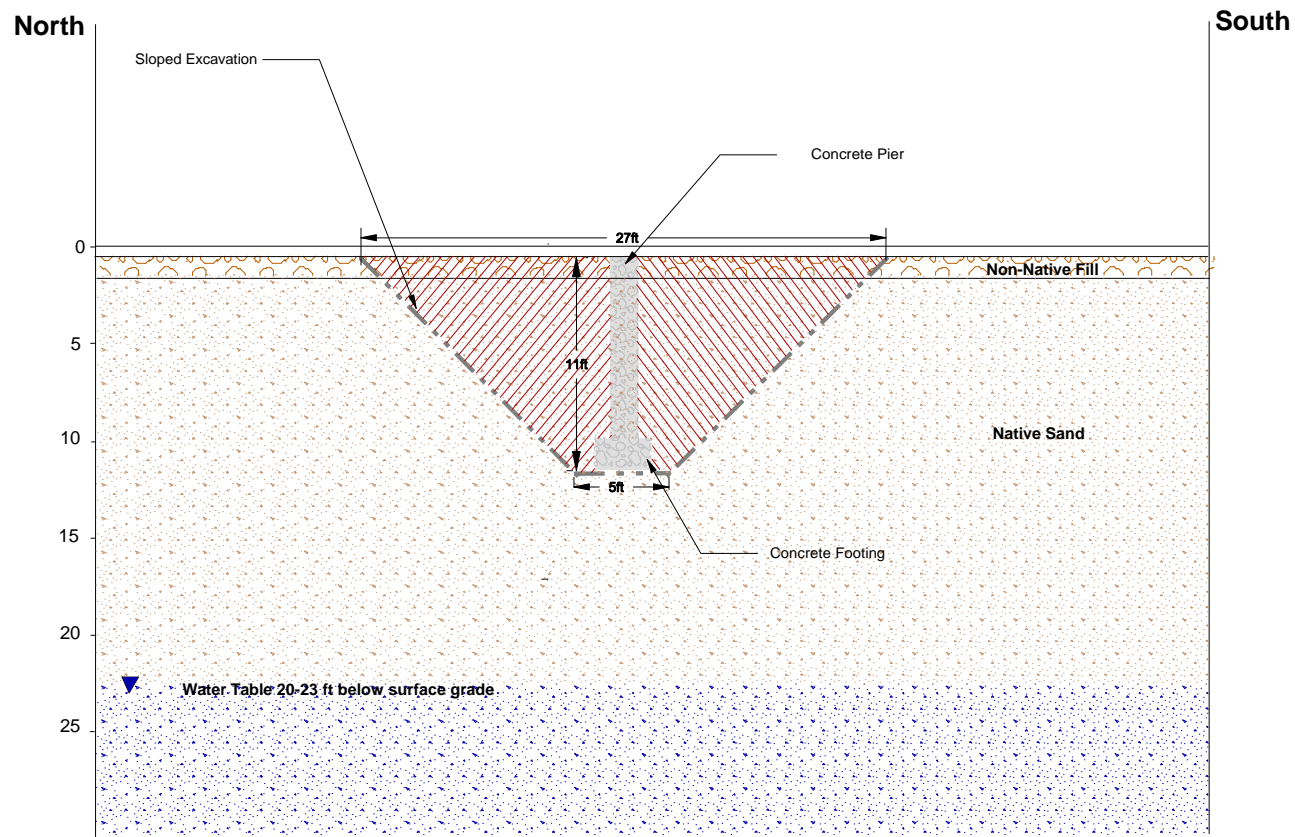 North
South
Sloped Excavation
Concrete Pier
27ft
0
Non-Native Fill
5
11ft
10
Native Sand
5ft
15
Concrete Footing
20
Water Table 20-23 ft below surface grade
25